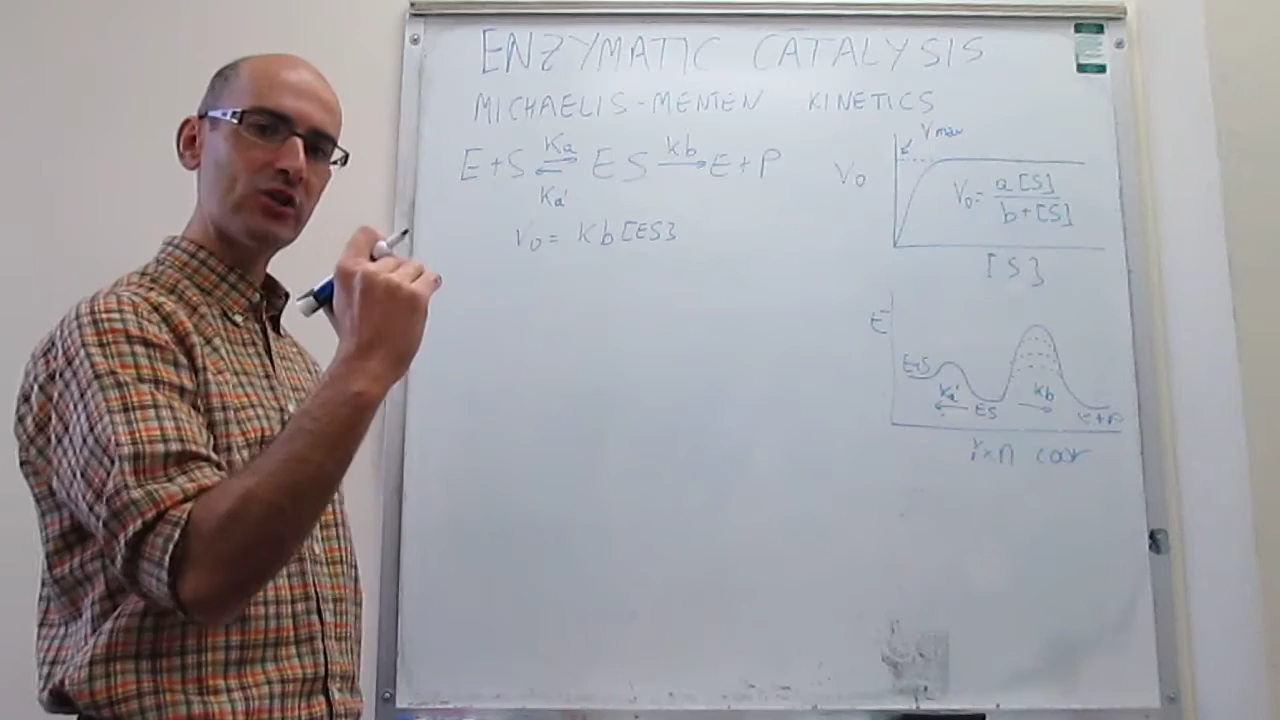 ENZYMATIC CATALYSIS
MICHAELIS-MENTEN KINETICS
E+S ⇌ ES → E+P
Ka
Ka'
kb
V0 = kb[ES]
V0
Vmax
V0 = a[S] / b+[S]
[S]
E
E+S
Ka'
ES
kb
E+P
rxn coor